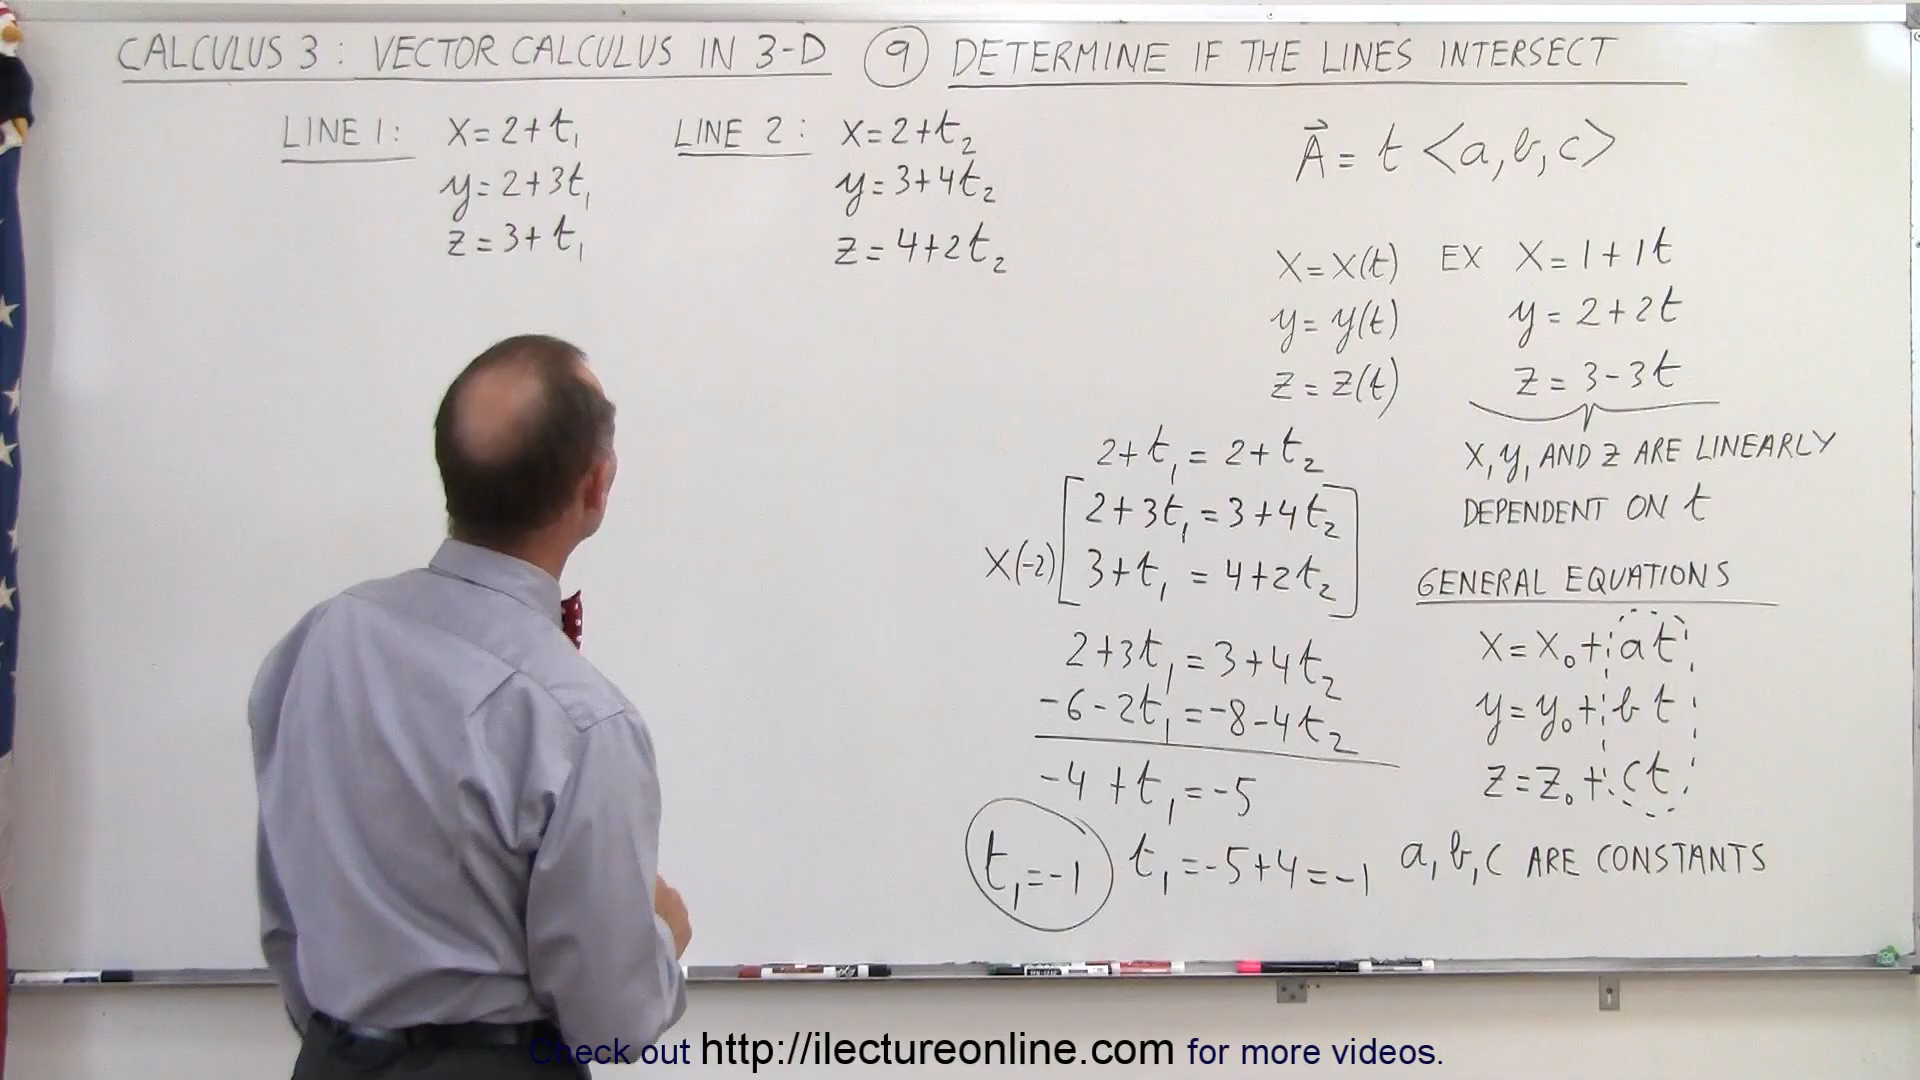 CALCULUS 3: VECTOR CALCULUS IN 3-D ⑨ DETERMINE IF THE LINES INTERSECT
LINE 1: x=2+t₁
y=2+3t₁
z=3+t₁
LINE 2: x=2+t₂
y=3+4t₂
z=4+2t₂
A⃗ = t <a,b,c>
x=x(t)
y=y(t)
z=z(t)
EX x=1+1t
y=2+2t
z=3-3t
x, y, AND z ARE LINEARLY
DEPENDENT ON t
2+t₁=2+t₂
2+3t₁=3+4t₂
x(-2) 3+t₁=4+2t₂
2+3t₁=3+4t₂
-6-2t₁=-8-4t₂
-4+t₁=-5
t₁=-1 t₁=-5+4=-1
GENERAL EQUATIONS
x=x₀+at
y=y₀+bt
z=z₀+ct
a, b, c ARE CONSTANTS
Check out http://ilectureonline.com for more videos.